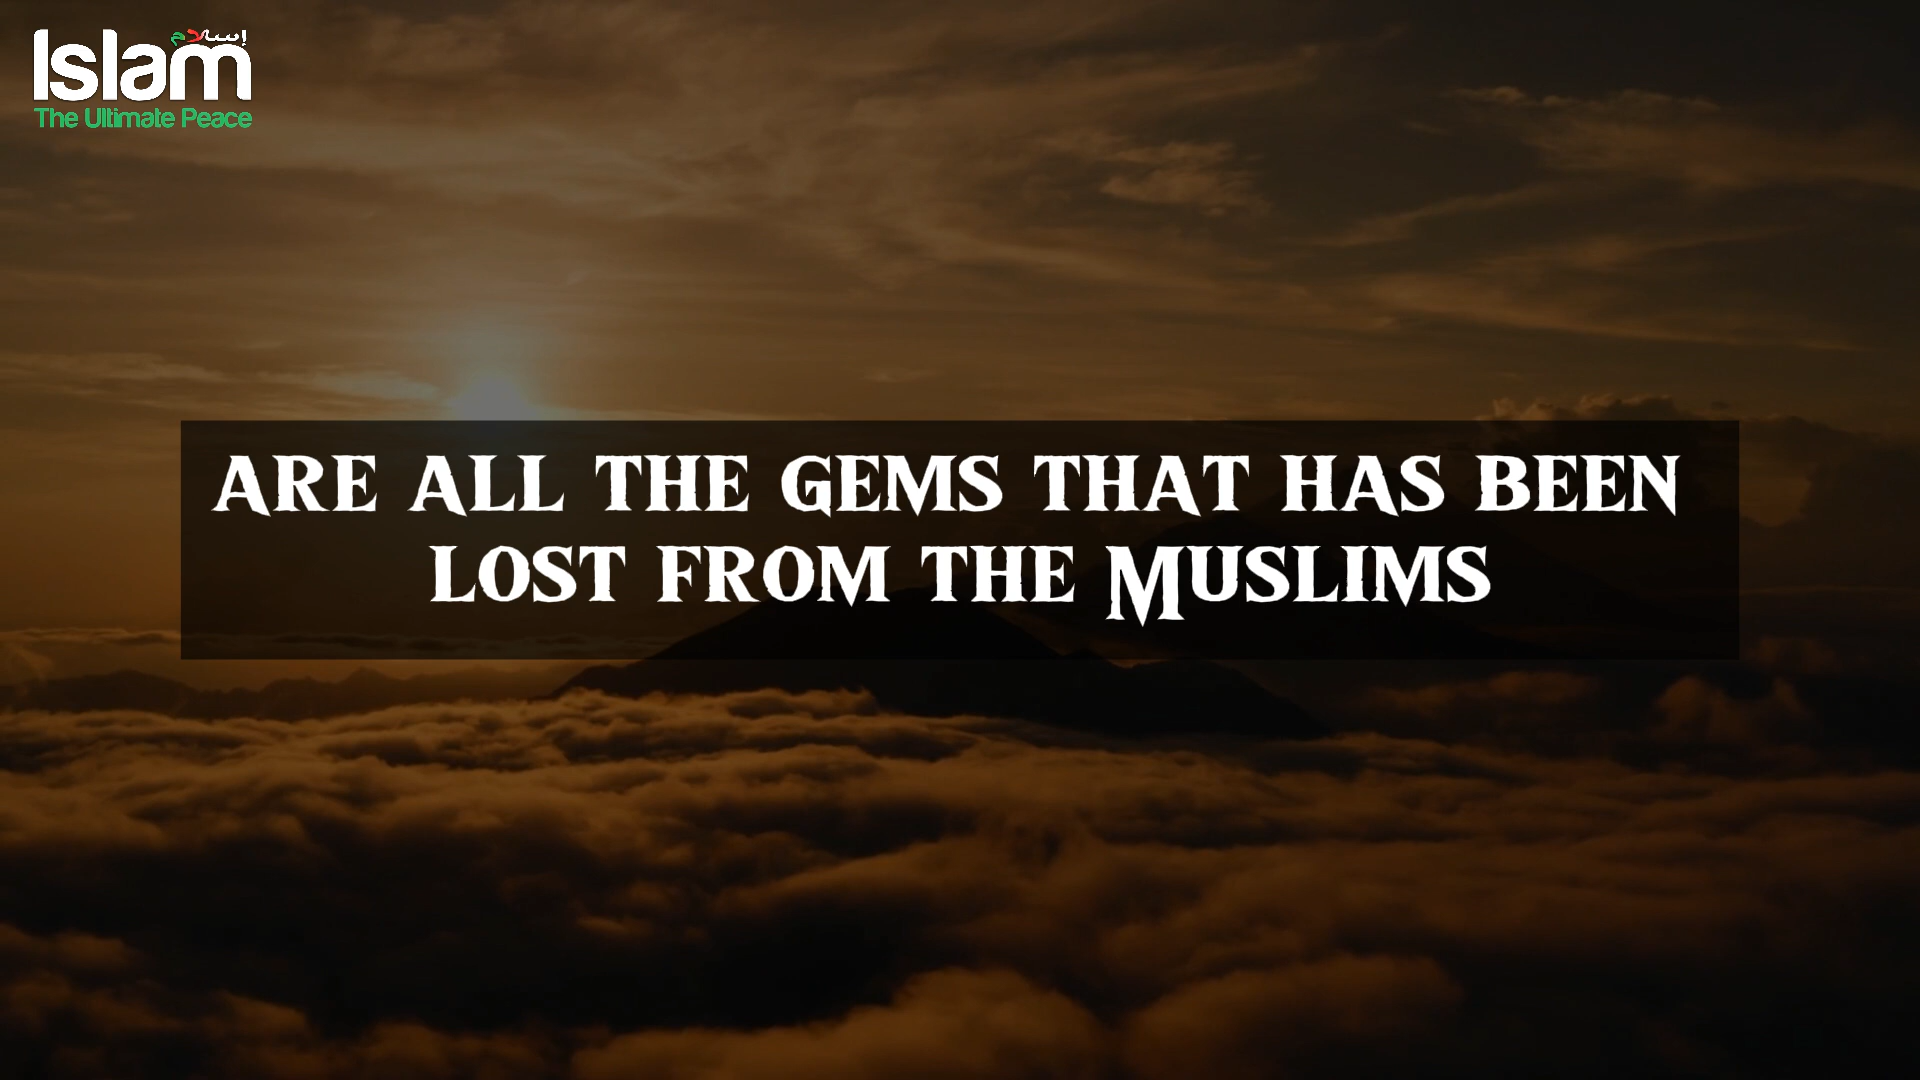 إسلام
Islam
The Ultimate Peace
ARE ALL THE GEMS THAT HAS BEEN
LOST FROM THE MUSLIMS